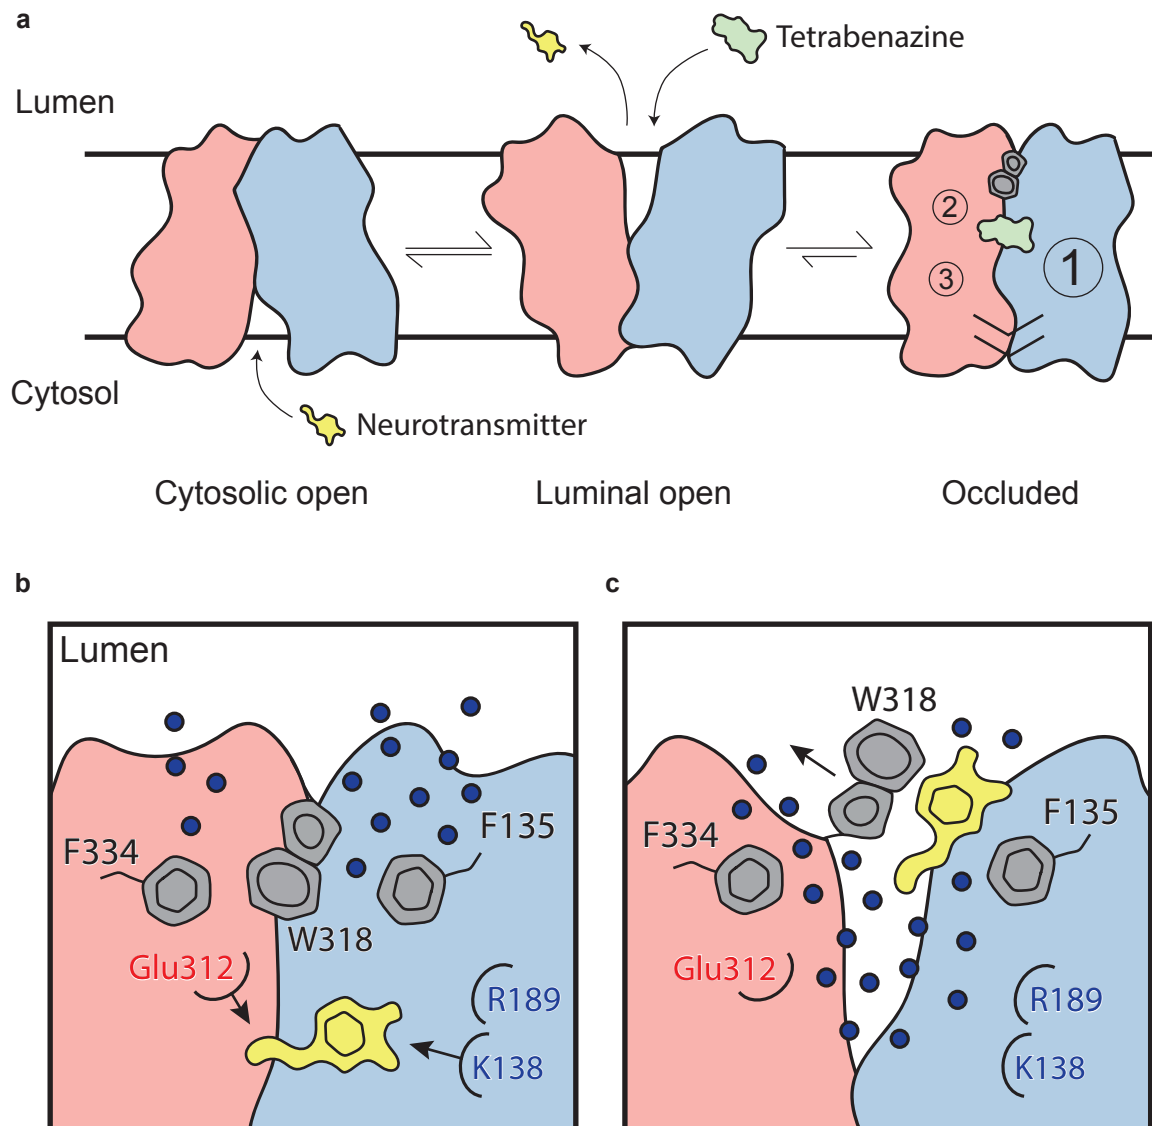 a
Tetrabenazine
Lumen
2
3
1
Cytosol
Neurotransmitter
Cytosolic open
Luminal open
Occluded
b
Lumen
F334
F135
W318
Glu312
R189
K138
c
W318
F334
F135
Glu312
R189
K138